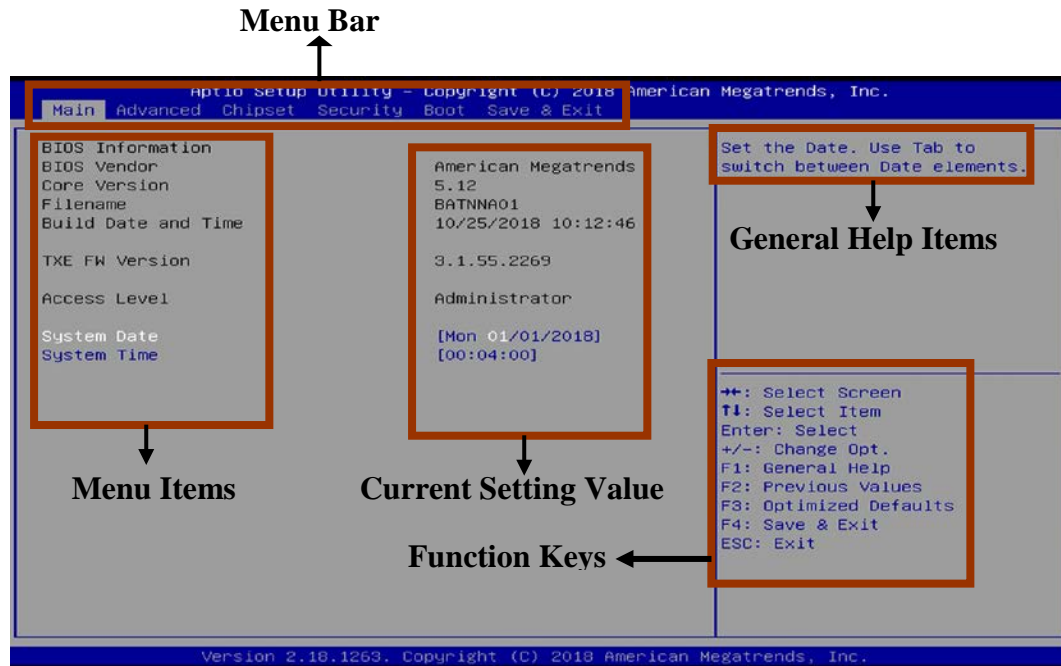 Menu Bar
Aptio Setup Utility – Copyright (C) 2018 American Megatrends, Inc.
Main Advanced Chipset Security Boot Save & Exit
BIOS Information
BIOS Vendor American Megatrends
Core Version 5.12
Filename BATNNA01
Build Date and Time 10/25/2018 10:12:46
TXE FW Version 3.1.55.2269
Access Level Administrator
System Date [Mon 01/01/2018]
System Time [00:04:00]
Set the Date. Use Tab to
switch between Date elements.
General Help Items
→←: Select Screen
↑↓: Select Item
Enter: Select
+/-: Change Opt.
F1: General Help
F2: Previous Values
F3: Optimized Defaults
F4: Save & Exit
ESC: Exit
Menu Items
Current Setting Value
Function Keys
Version 2.18.1263. Copyright (C) 2018 American Megatrends, Inc.